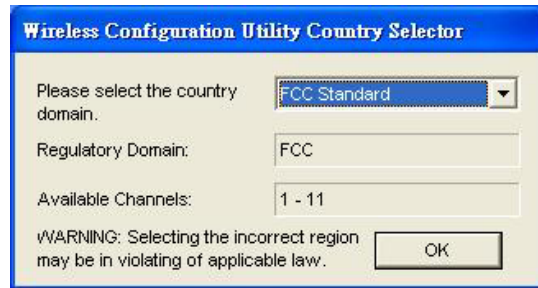 Wireless Configuration Utility Country Selector
Please select the country
domain.
FCC Standard
Regulatory Domain:
FCC
Available Channels:
1 - 11
WARNING: Selecting the incorrect region
may be in violating of applicable law.
OK